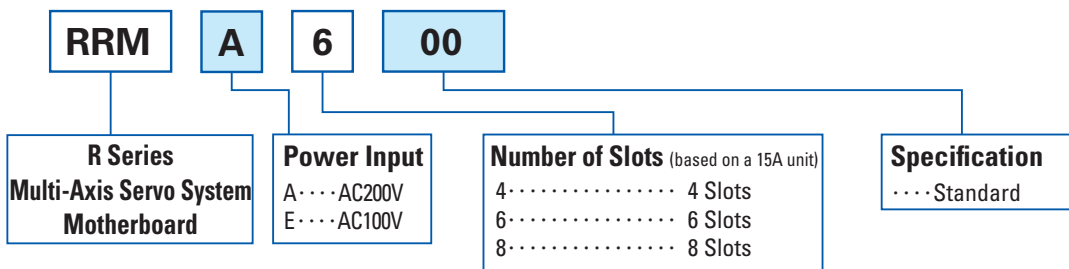 RRM A 6 00
R Series
Multi-Axis Servo System
Motherboard
Power Input
A····AC200V
E····AC100V
Number of Slots (based on a 15A unit)
4················ 4 Slots
6················ 6 Slots
8················ 8 Slots
Specification
····Standard